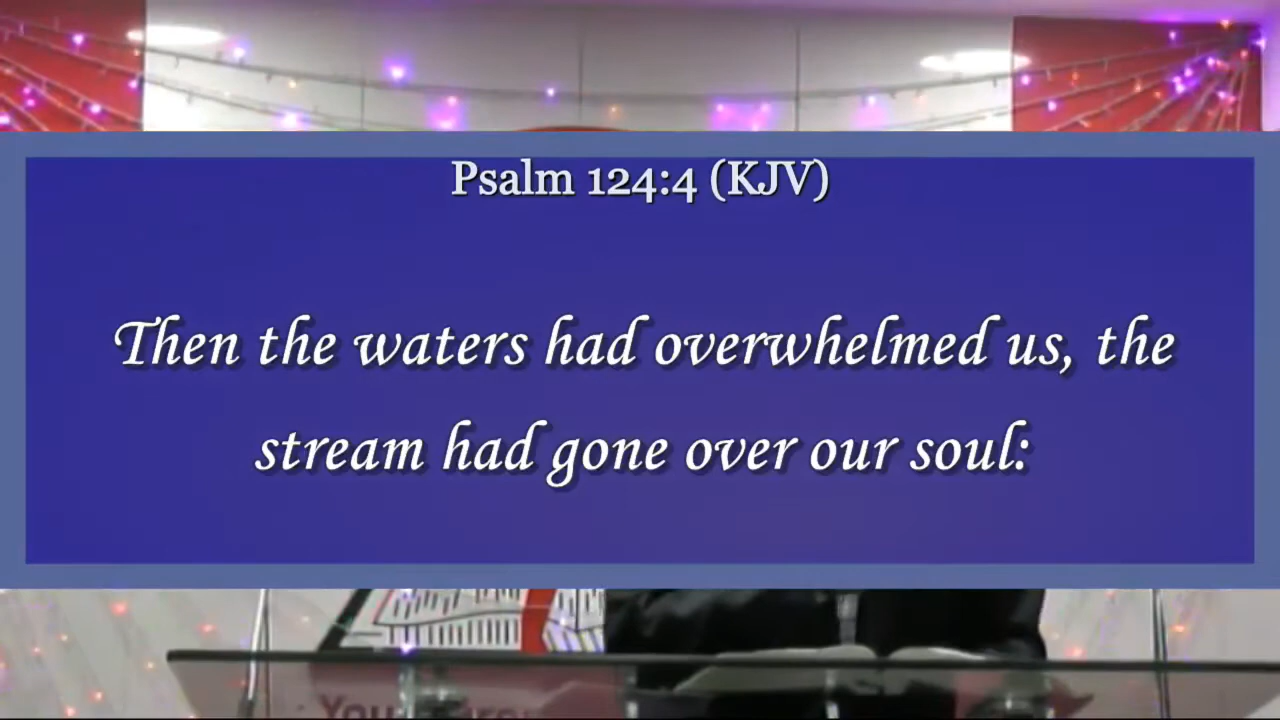 Psalm 124:4 (KJV)
Then the waters had overwhelmed us, the
stream had gone over our soul: